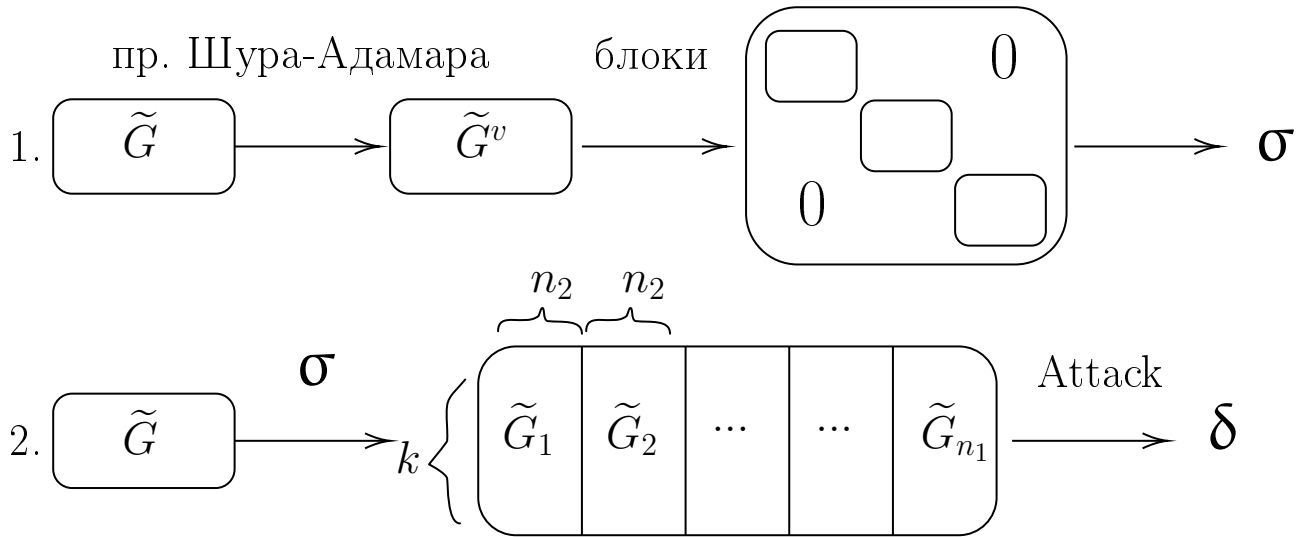 пр. Шура-Адамара блоки
1. G̃ G̃ᵛ 0 0 σ
n₂ n₂
2. G̃ σ k G̃₁ G̃₂ ... ... G̃ₙ₁ Attack δ